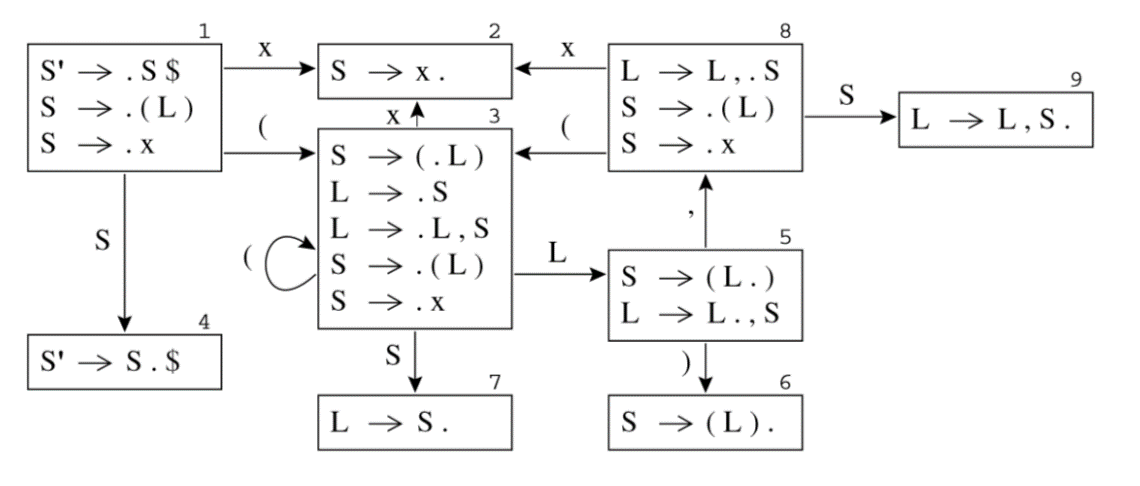 1
S' → . S $
S → . ( L )
S → . x
x
(
S
4
S' → S . $
2
S → x .
x
3
S → ( . L )
L → . S
L → . L , S
S → . ( L )
S → . x
(
S
7
L → S .
L
x
(
8
L → L , . S
S → . ( L )
S → . x
,
5
S → ( L . )
L → L . , S
)
6
S → ( L ) .
S
9
L → L , S .